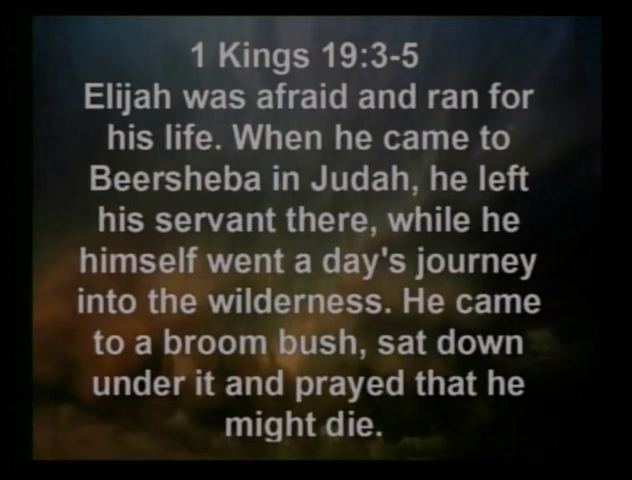 1 Kings 19:3-5
Elijah was afraid and ran for
his life. When he came to
Beersheba in Judah, he left
his servant there, while he
himself went a day's journey
into the wilderness. He came
to a broom bush, sat down
under it and prayed that he
might die.